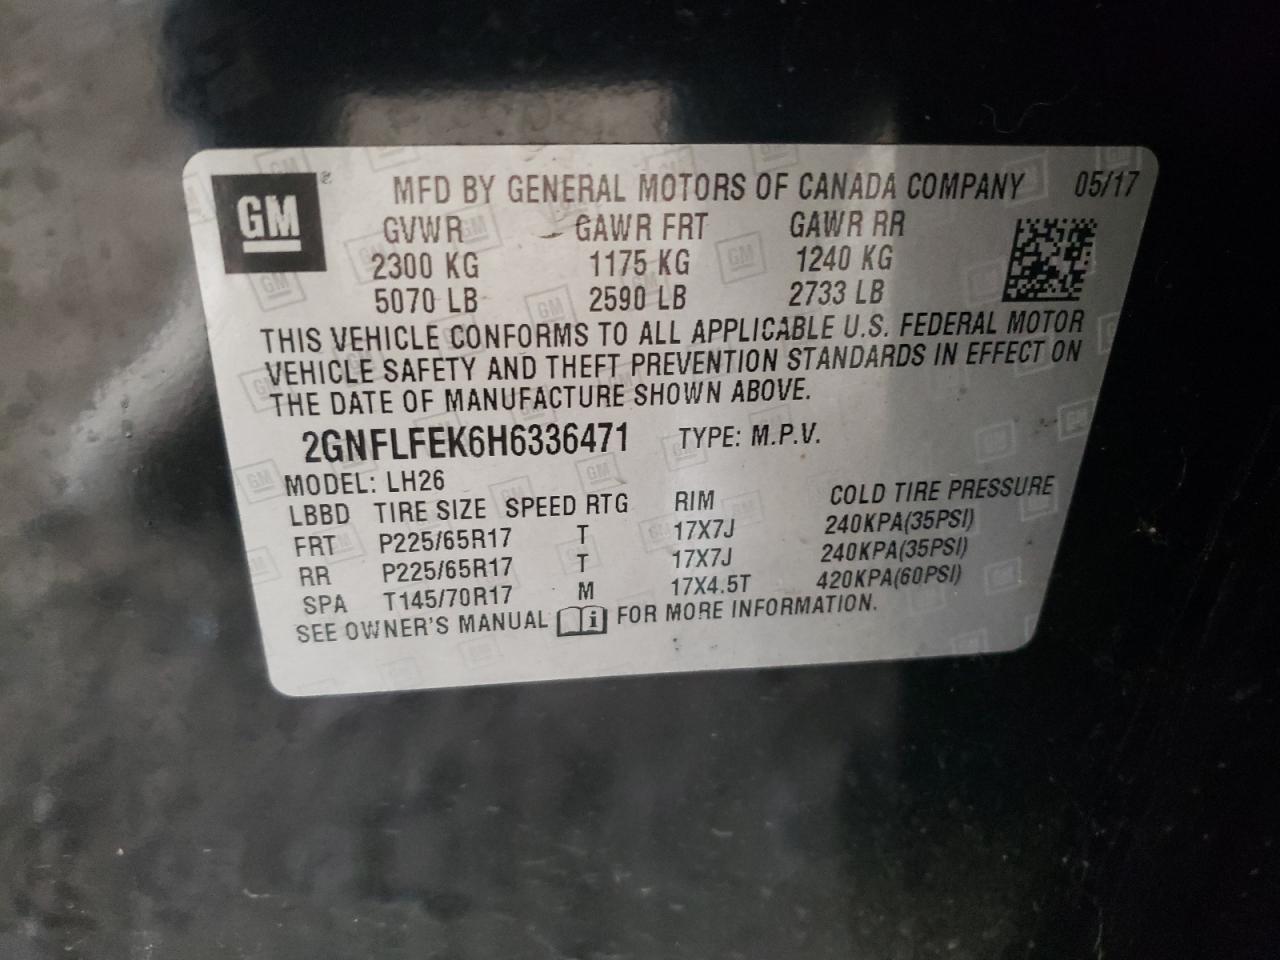 GM ® MFD BY GENERAL MOTORS OF CANADA COMPANY 05/17
GVWR GAWR FRT GAWR RR
2300 KG 1175 KG 1240 KG
5070 LB 2590 LB 2733 LB
THIS VEHICLE CONFORMS TO ALL APPLICABLE U.S. FEDERAL MOTOR
VEHICLE SAFETY AND THEFT PREVENTION STANDARDS IN EFFECT ON
THE DATE OF MANUFACTURE SHOWN ABOVE.
2GNFLFEK6H6336471 TYPE: M.P.V.
MODEL: LH26
LBBD TIRE SIZE SPEED RTG RIM COLD TIRE PRESSURE
FRT P225/65R17 T 17X7J 240KPA(35PSI)
RR P225/65R17 T 17X7J 240KPA(35PSI)
SPA T145/70R17 M 17X4.5T 420KPA(60PSI)
SEE OWNER'S MANUAL i FOR MORE INFORMATION.